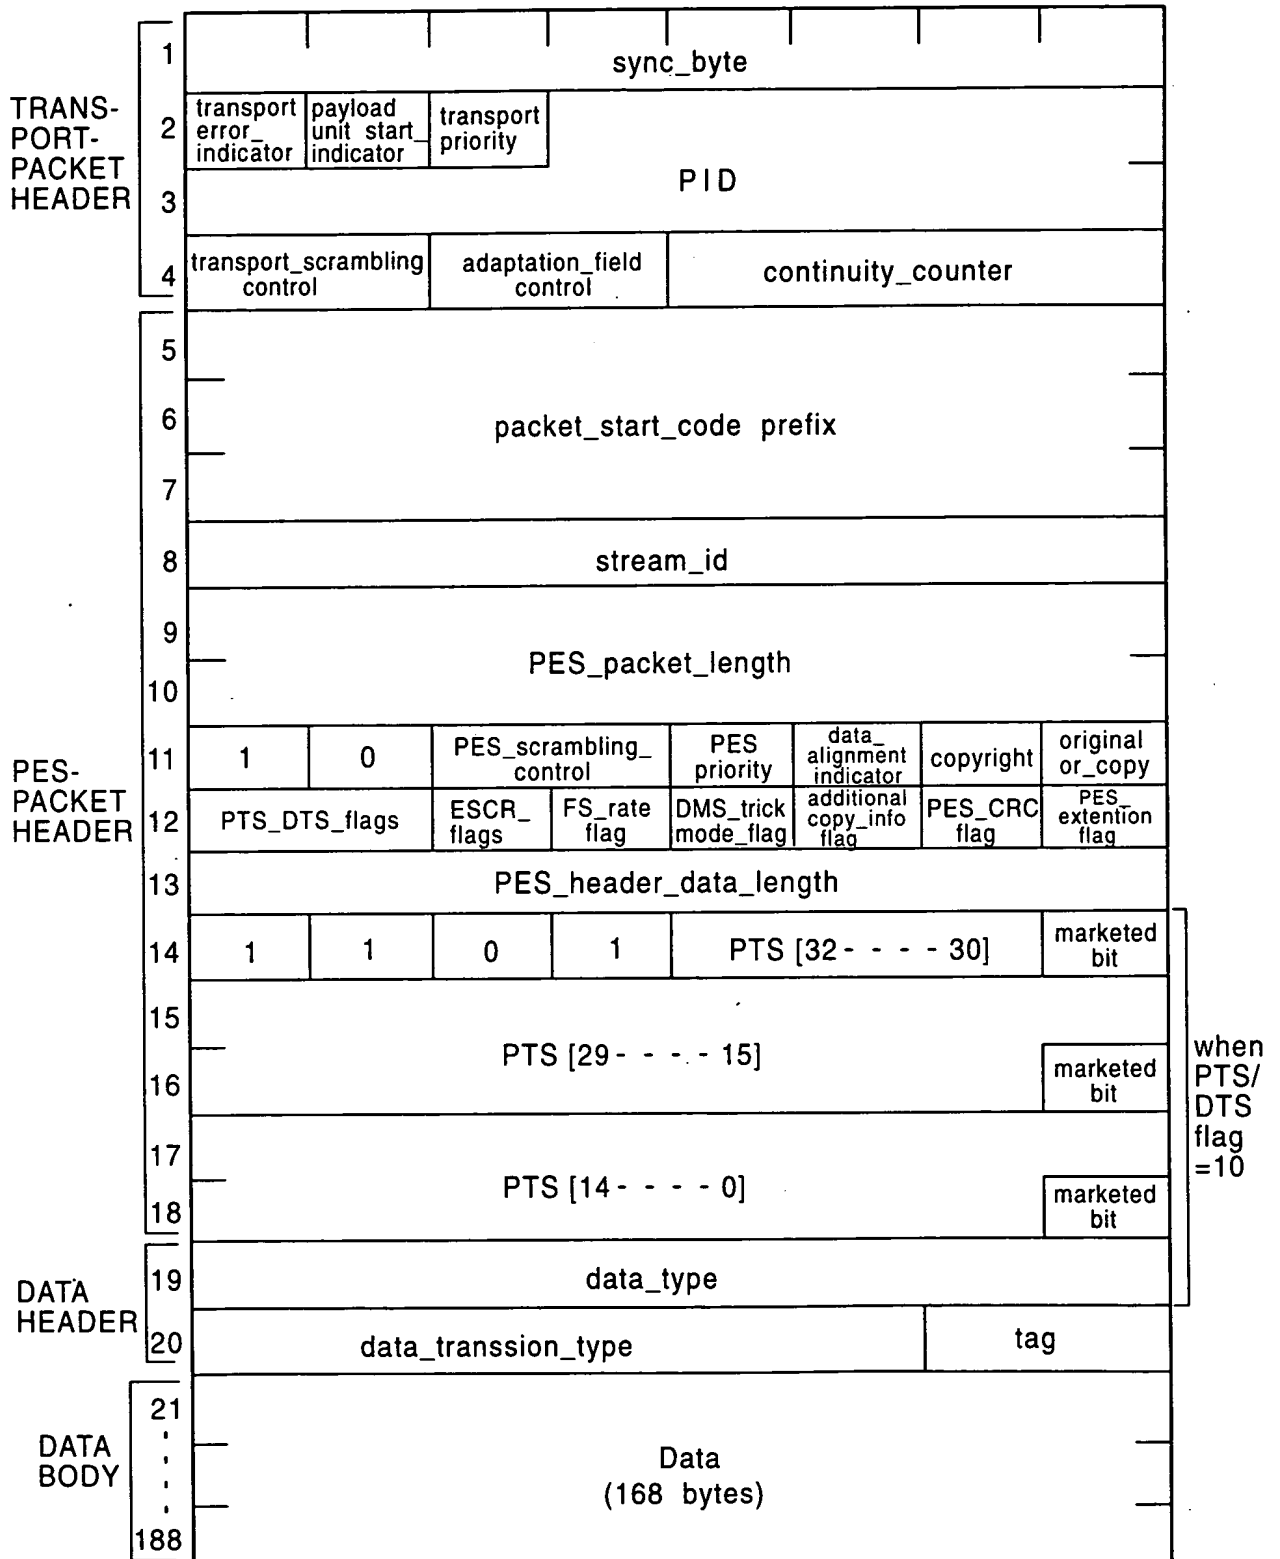 TRANS-
PORT-
PACKET
HEADER
1
sync_byte
2
transport
error_
indicator
payload
unit start_
indicator
transport
priority
3
PID
4
transport_scrambling
control
adaptation_field
control
continuity_counter
PES-
PACKET
HEADER
5
6
packet_start_code prefix
7
8
stream_id
9
PES_packet_length
10
11
1
0
PES_scrambling_
control
PES
priority
data_
alignment
indicator
copyright
original
or_copy
12
PTS_DTS_flags
ESCR_
flags
FS_rate
flag
DMS_trick
mode_flag
additional
copy_info
flag
PES_CRC
flag
PES_
extention
flag
13
PES_header_data_length
14
1
1
0
1
PTS [32 - - - - 30]
marketed
bit
15
PTS [29 - - - - 15]
16
marketed
bit
17
PTS [14 - - - - 0]
18
marketed
bit
when
PTS/
DTS
flag
=10
DATA
HEADER
19
data_type
20
data_transsion_type
tag
DATA
BODY
21
Data
(168 bytes)
188